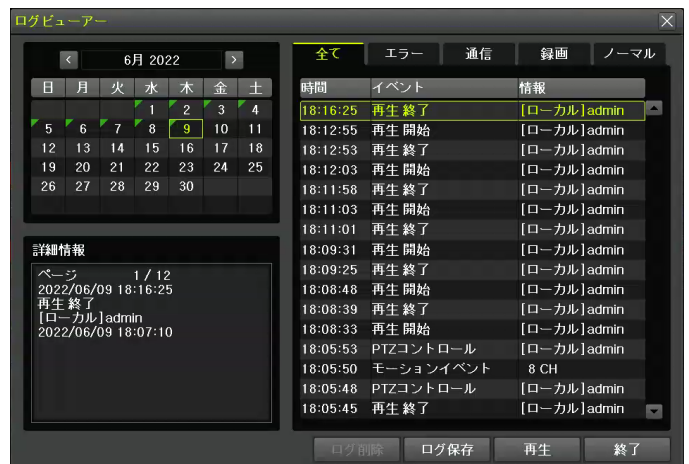 ログビューアー
6月 2022
日 月 火 水 木 金 土
1 2 3 4
5 6 7 8 9 10 11
12 13 14 15 16 17 18
19 20 21 22 23 24 25
26 27 28 29 30
詳細情報
ページ 1 / 12
2022/06/09 18:16:25
再生 終了
[ローカル]admin
2022/06/09 18:07:10
全て エラー 通信 録画 ノーマル
時間 イベント 情報
18:16:25 再生 終了 [ローカル]admin
18:12:55 再生 開始 [ローカル]admin
18:12:53 再生 終了 [ローカル]admin
18:12:03 再生 開始 [ローカル]admin
18:11:58 再生 終了 [ローカル]admin
18:11:03 再生 開始 [ローカル]admin
18:11:01 再生 終了 [ローカル]admin
18:09:31 再生 開始 [ローカル]admin
18:09:25 再生 終了 [ローカル]admin
18:08:48 再生 開始 [ローカル]admin
18:08:39 再生 終了 [ローカル]admin
18:08:33 再生 開始 [ローカル]admin
18:05:53 PTZコントロール [ローカル]admin
18:05:50 モーションイベント 8 CH
18:05:48 PTZコントロール [ローカル]admin
18:05:45 再生 終了 [ローカル]admin
ログ削除 ログ保存 再生 終了